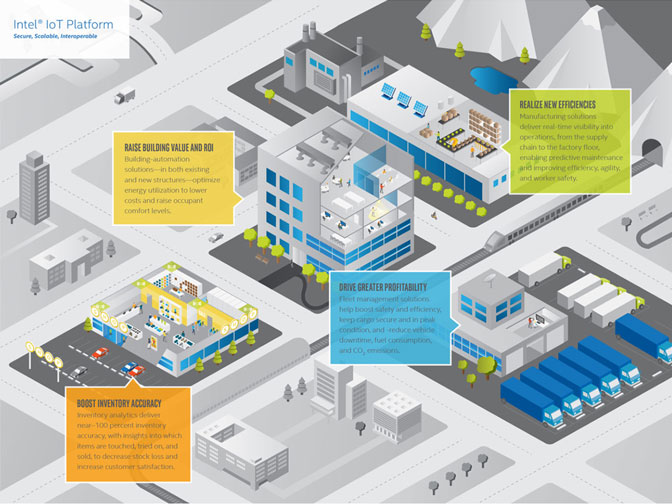 Intel® IoT Platform
Secure, Scalable, Interoperable
REALIZE NEW EFFICIENCIES
Manufacturing solutions
deliver real-time visibility into
operations, from the supply
chain to the factory floor,
enabling predictive maintenance
and improving efficiency, agility,
and worker safety.
RAISE BUILDING VALUE AND ROI
Building-automation
solutions—in both existing
and new structures—optimize
energy utilization to lower
costs and raise occupant
comfort levels.
DRIVE GREATER PROFITABILITY
Fleet management solutions
help boost safety and efficiency,
keep cargo secure and in peak
condition, and -reduce vehicle
downtime, fuel consumption,
and CO₂ emissions.
BOOST INVENTORY ACCURACY
Inventory analytics deliver
near–100 percent inventory
accuracy, with insights into which
items are touched, tried on, and
sold, to decrease stock loss and
increase customer satisfaction.